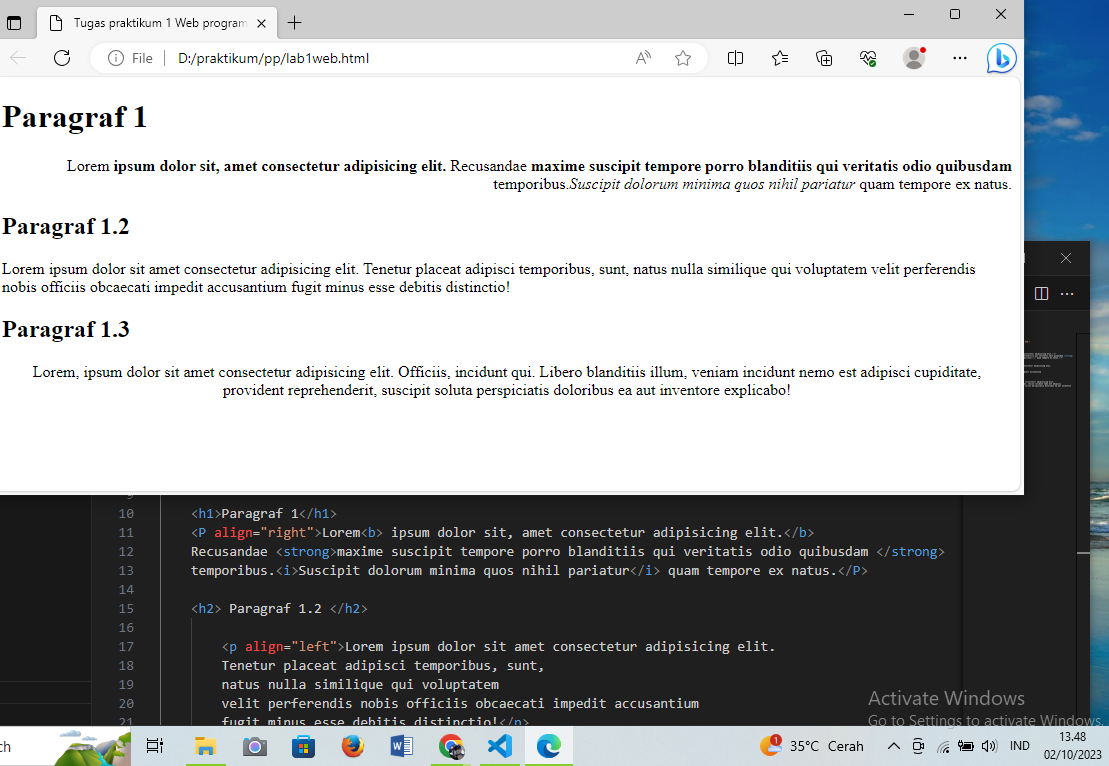 Tugas praktikum 1 Web program
File
D:/praktikum/pp/lab1web.html
Paragraf 1
Lorem ipsum dolor sit, amet consectetur adipisicing elit. Recusandae maxime suscipit tempore porro blanditiis qui veritatis odio quibusdam
temporibus.Suscipit dolorum minima quos nihil pariatur quam tempore ex natus.
Paragraf 1.2
Lorem ipsum dolor sit amet consectetur adipisicing elit. Tenetur placeat adipisci temporibus, sunt, natus nulla similique qui voluptatem velit perferendis
nobis officiis obcaecati impedit accusantium fugit minus esse debitis distinctio!
Paragraf 1.3
Lorem, ipsum dolor sit amet consectetur adipisicing elit. Officiis, incidunt qui. Libero blanditiis illum, veniam incidunt nemo est adipisci cupiditate,
provident reprehenderit, suscipit soluta perspiciatis doloribus ea aut inventore explicabo!
9
10 <h1>Paragraf 1</h1>
11 <P align="right">Lorem<b> ipsum dolor sit, amet consectetur adipisicing elit.</b>
12 Recusandae <strong>maxime suscipit tempore porro blanditiis qui veritatis odio quibusdam </strong>
13 temporibus.<i>Suscipit dolorum minima quos nihil pariatur</i> quam tempore ex natus.</P>
14
15 <h2> Paragraf 1.2 </h2>
16
17 <p align="left">Lorem ipsum dolor sit amet consectetur adipisicing elit.
18 Tenetur placeat adipisci temporibus, sunt,
19 natus nulla similique qui voluptatem
20 velit perferendis nobis officiis obcaecati impedit accusantium
21 fugit minus esse debitis distinctio!</p>
Activate Windows
Go to Settings to activate Windows.
ch
1
35°C Cerah
IND
13.48
02/10/2023